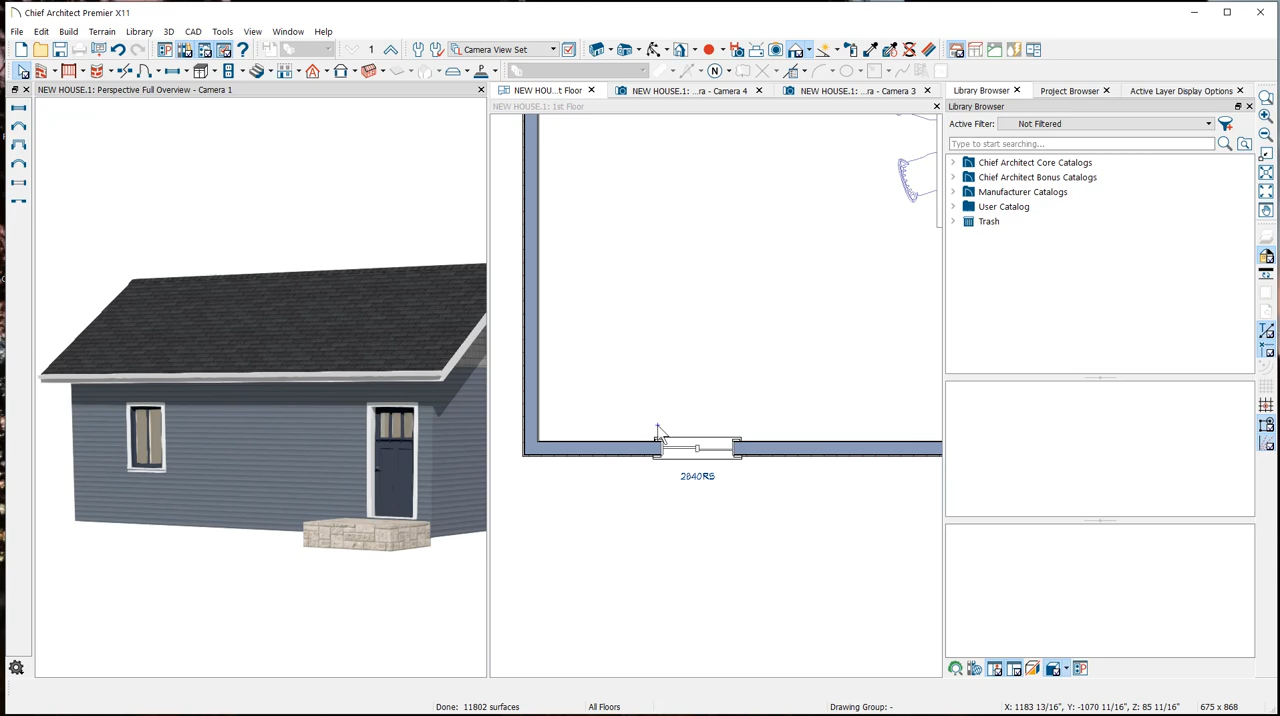 Chief Architect Premier X11
File Edit Build Terrain Library 3D CAD Tools View Window Help
1 Camera View Set
NEW HOUSE.1: Perspective Full Overview - Camera 1
NEW HOU...t Floor NEW HOUSE.1: ...ra - Camera 4 NEW HOUSE.1: ...ra - Camera 3
Library Browser Project Browser Active Layer Display Options
NEW HOUSE.1: 1st Floor
Library Browser
Active Filter: Not Filtered
Type to start searching...
Chief Architect Core Catalogs
Chief Architect Bonus Catalogs
Manufacturer Catalogs
User Catalog
Trash
2840RS
Done: 11802 surfaces All Floors Drawing Group: - X: 1183 13/16", Y: -1070 11/16", Z: 85 11/16" 675 x 868